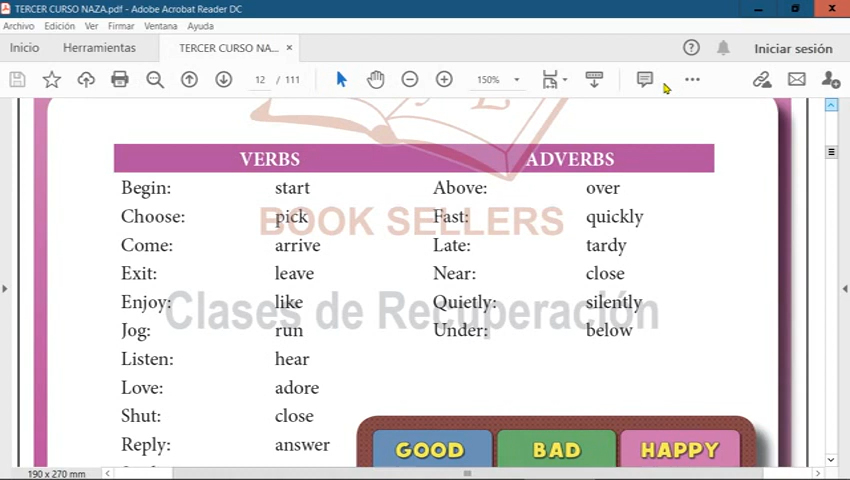 TERCER CURSO NAZA.pdf - Adobe Acrobat Reader DC
Archivo Edición Ver Firmar Ventana Ayuda
Inicio Herramientas TERCER CURSO NA... × Iniciar sesión
12 / 111 150%
VERBS ADVERBS
Begin: start Above: over
Choose: pick Fast: quickly
BOOK SELLERS
Come: arrive Late: tardy
Exit: leave Near: close
Enjoy: like Quietly: silently
Clases de Recuperación
Jog: run Under: below
Listen: hear
Love: adore
Shut: close
Reply: answer
GOOD BAD HAPPY
190 x 270 mm